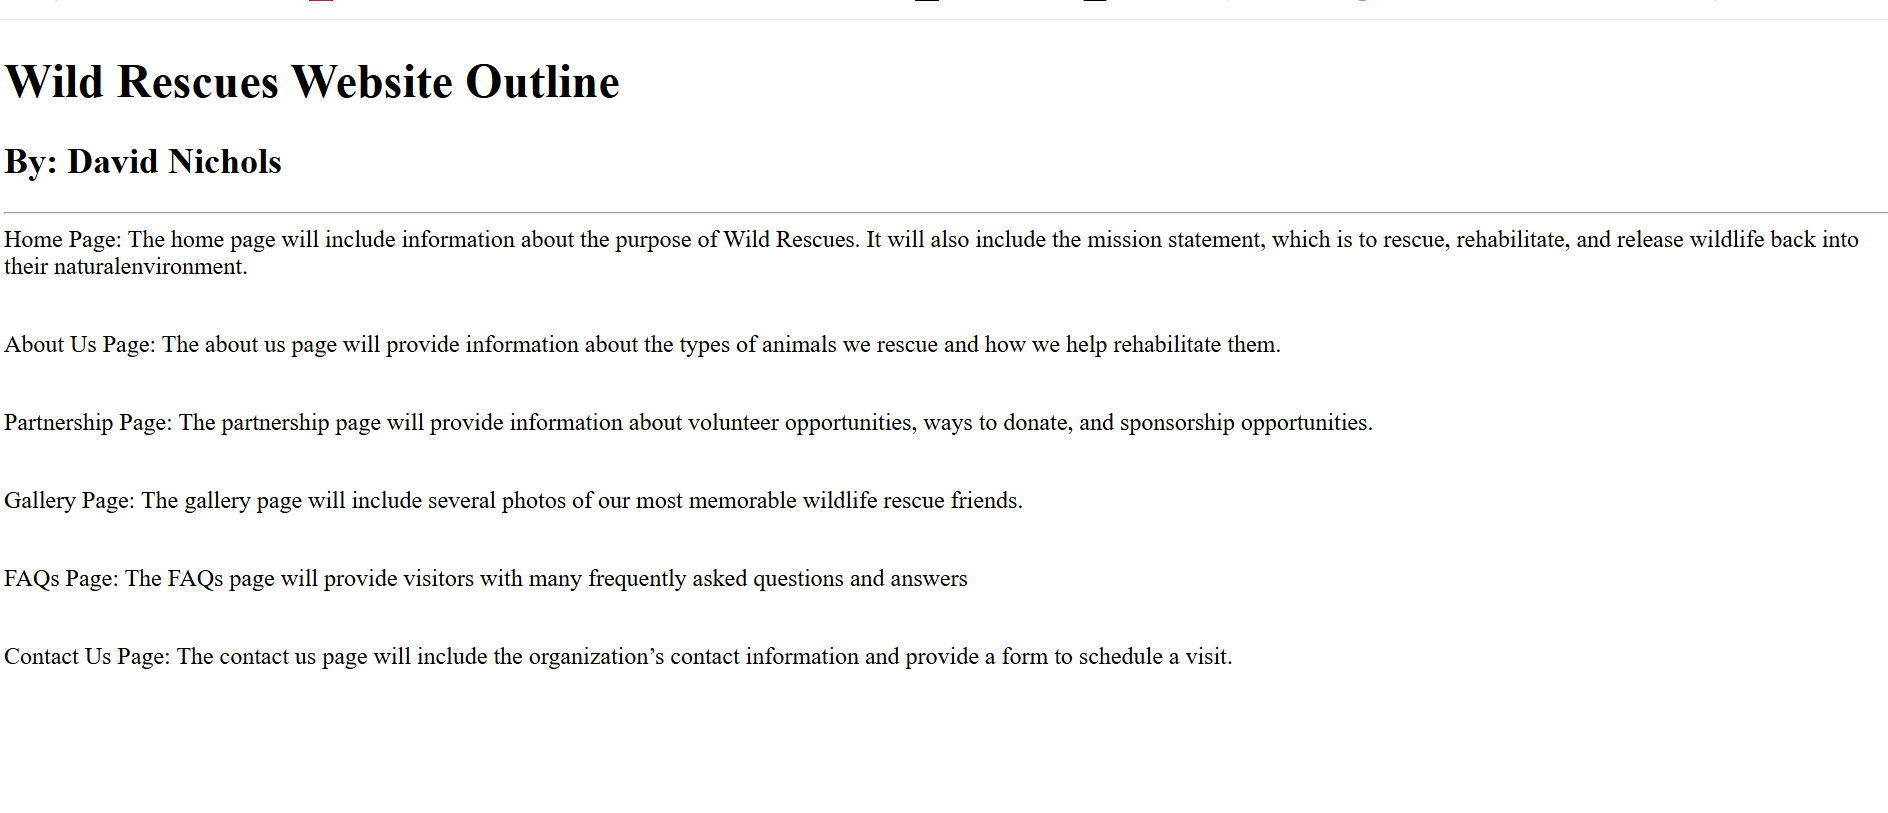 Wild Rescues Website Outline
By: David Nichols
Home Page: The home page will include information about the purpose of Wild Rescues. It will also include the mission statement, which is to rescue, rehabilitate, and release wildlife back into
their naturalenvironment.
About Us Page: The about us page will provide information about the types of animals we rescue and how we help rehabilitate them.
Partnership Page: The partnership page will provide information about volunteer opportunities, ways to donate, and sponsorship opportunities.
Gallery Page: The gallery page will include several photos of our most memorable wildlife rescue friends.
FAQs Page: The FAQs page will provide visitors with many frequently asked questions and answers
Contact Us Page: The contact us page will include the organization’s contact information and provide a form to schedule a visit.